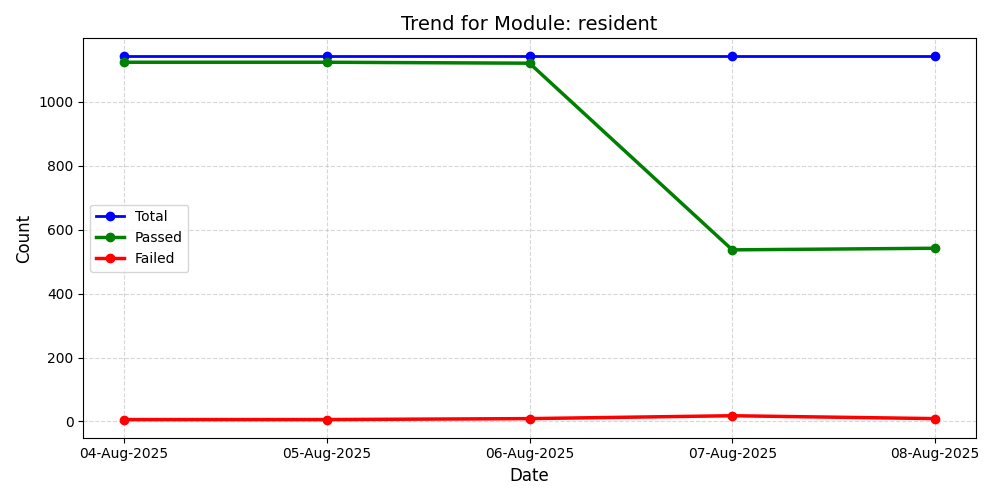 Trend for Module: resident
Count
1000
800
600
400
200
0
Total
Passed
Failed
04-Aug-2025
05-Aug-2025
06-Aug-2025
07-Aug-2025
08-Aug-2025
Date